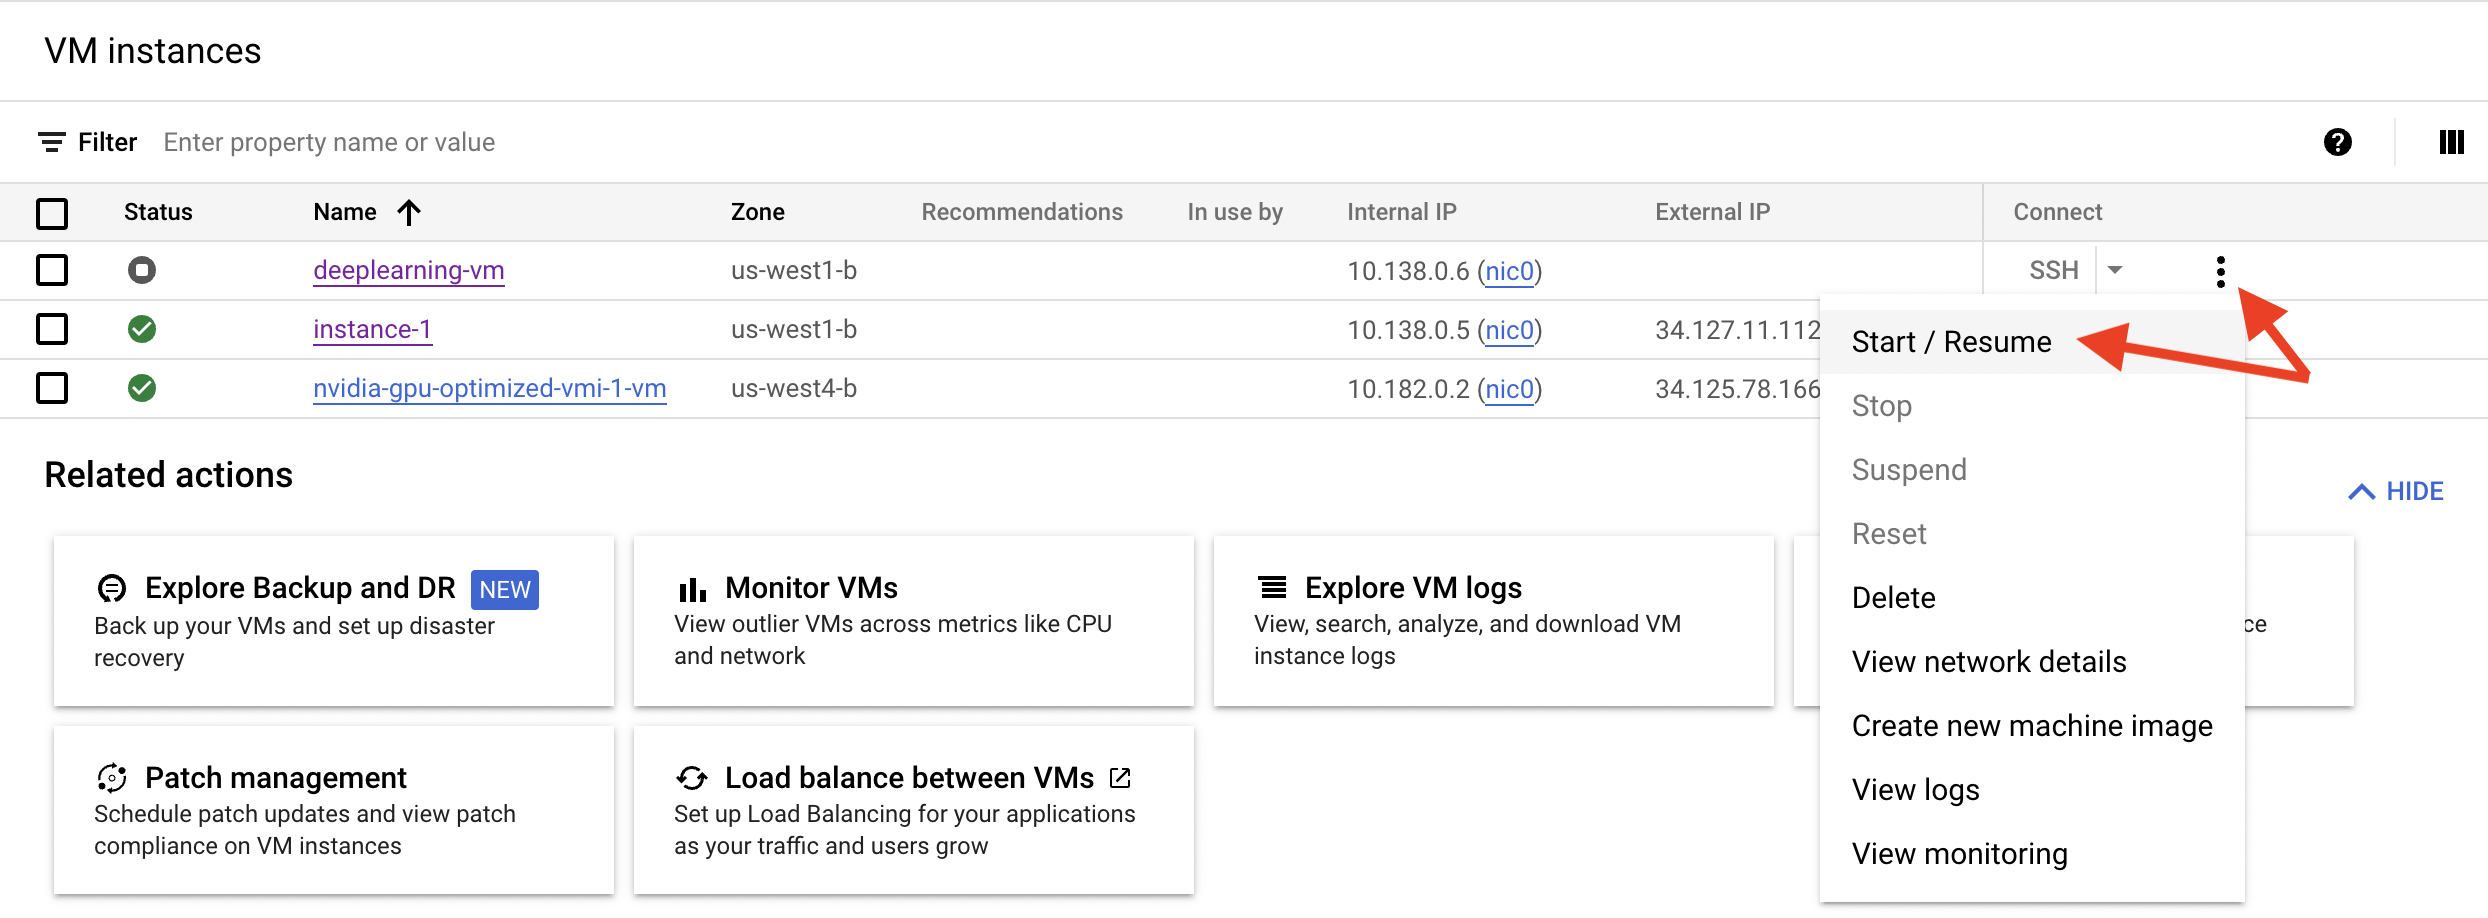 VM instances
Filter Enter property name or value
Status Name Zone Recommendations In use by Internal IP External IP Connect
deeplearning-vm us-west1-b 10.138.0.6 (nic0) SSH
instance-1 us-west1-b 10.138.0.5 (nic0) 34.127.11.112
nvidia-gpu-optimized-vmi-1-vm us-west4-b 10.182.0.2 (nic0) 34.125.78.166
Start / Resume
Stop
Suspend
Reset
Delete
View network details
Create new machine image
View logs
View monitoring
Related actions
HIDE
Explore Backup and DR NEW
Back up your VMs and set up disaster
recovery
Monitor VMs
View outlier VMs across metrics like CPU
and network
Explore VM logs
View, search, analyze, and download VM
instance logs
Patch management
Schedule patch updates and view patch
compliance on VM instances
Load balance between VMs
Set up Load Balancing for your applications
as your traffic and users grow